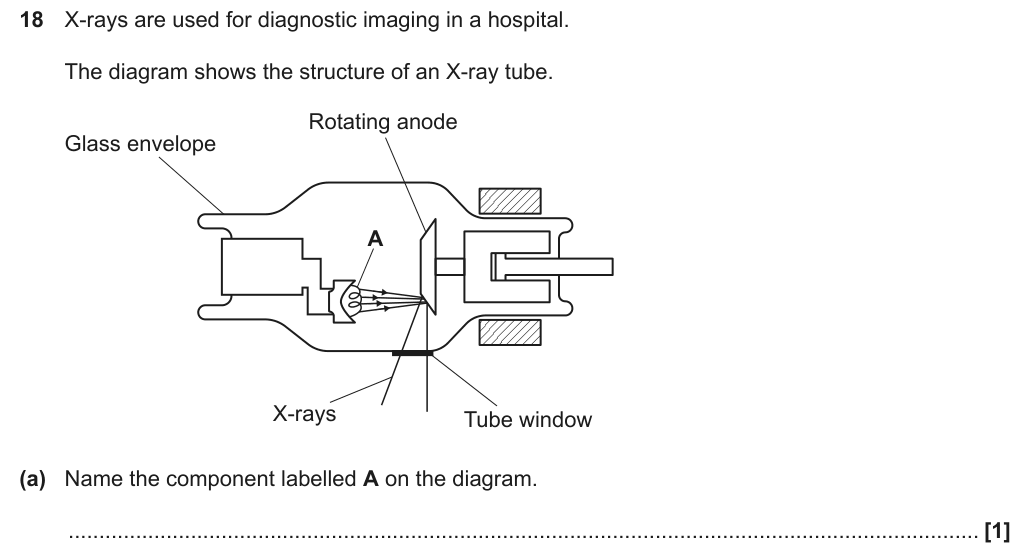 18 X-rays are used for diagnostic imaging in a hospital.
The diagram shows the structure of an X-ray tube.
Rotating anode
Glass envelope
A
X-rays
Tube window
(a) Name the component labelled A on the diagram.
.................................................................................................................................................. [1]